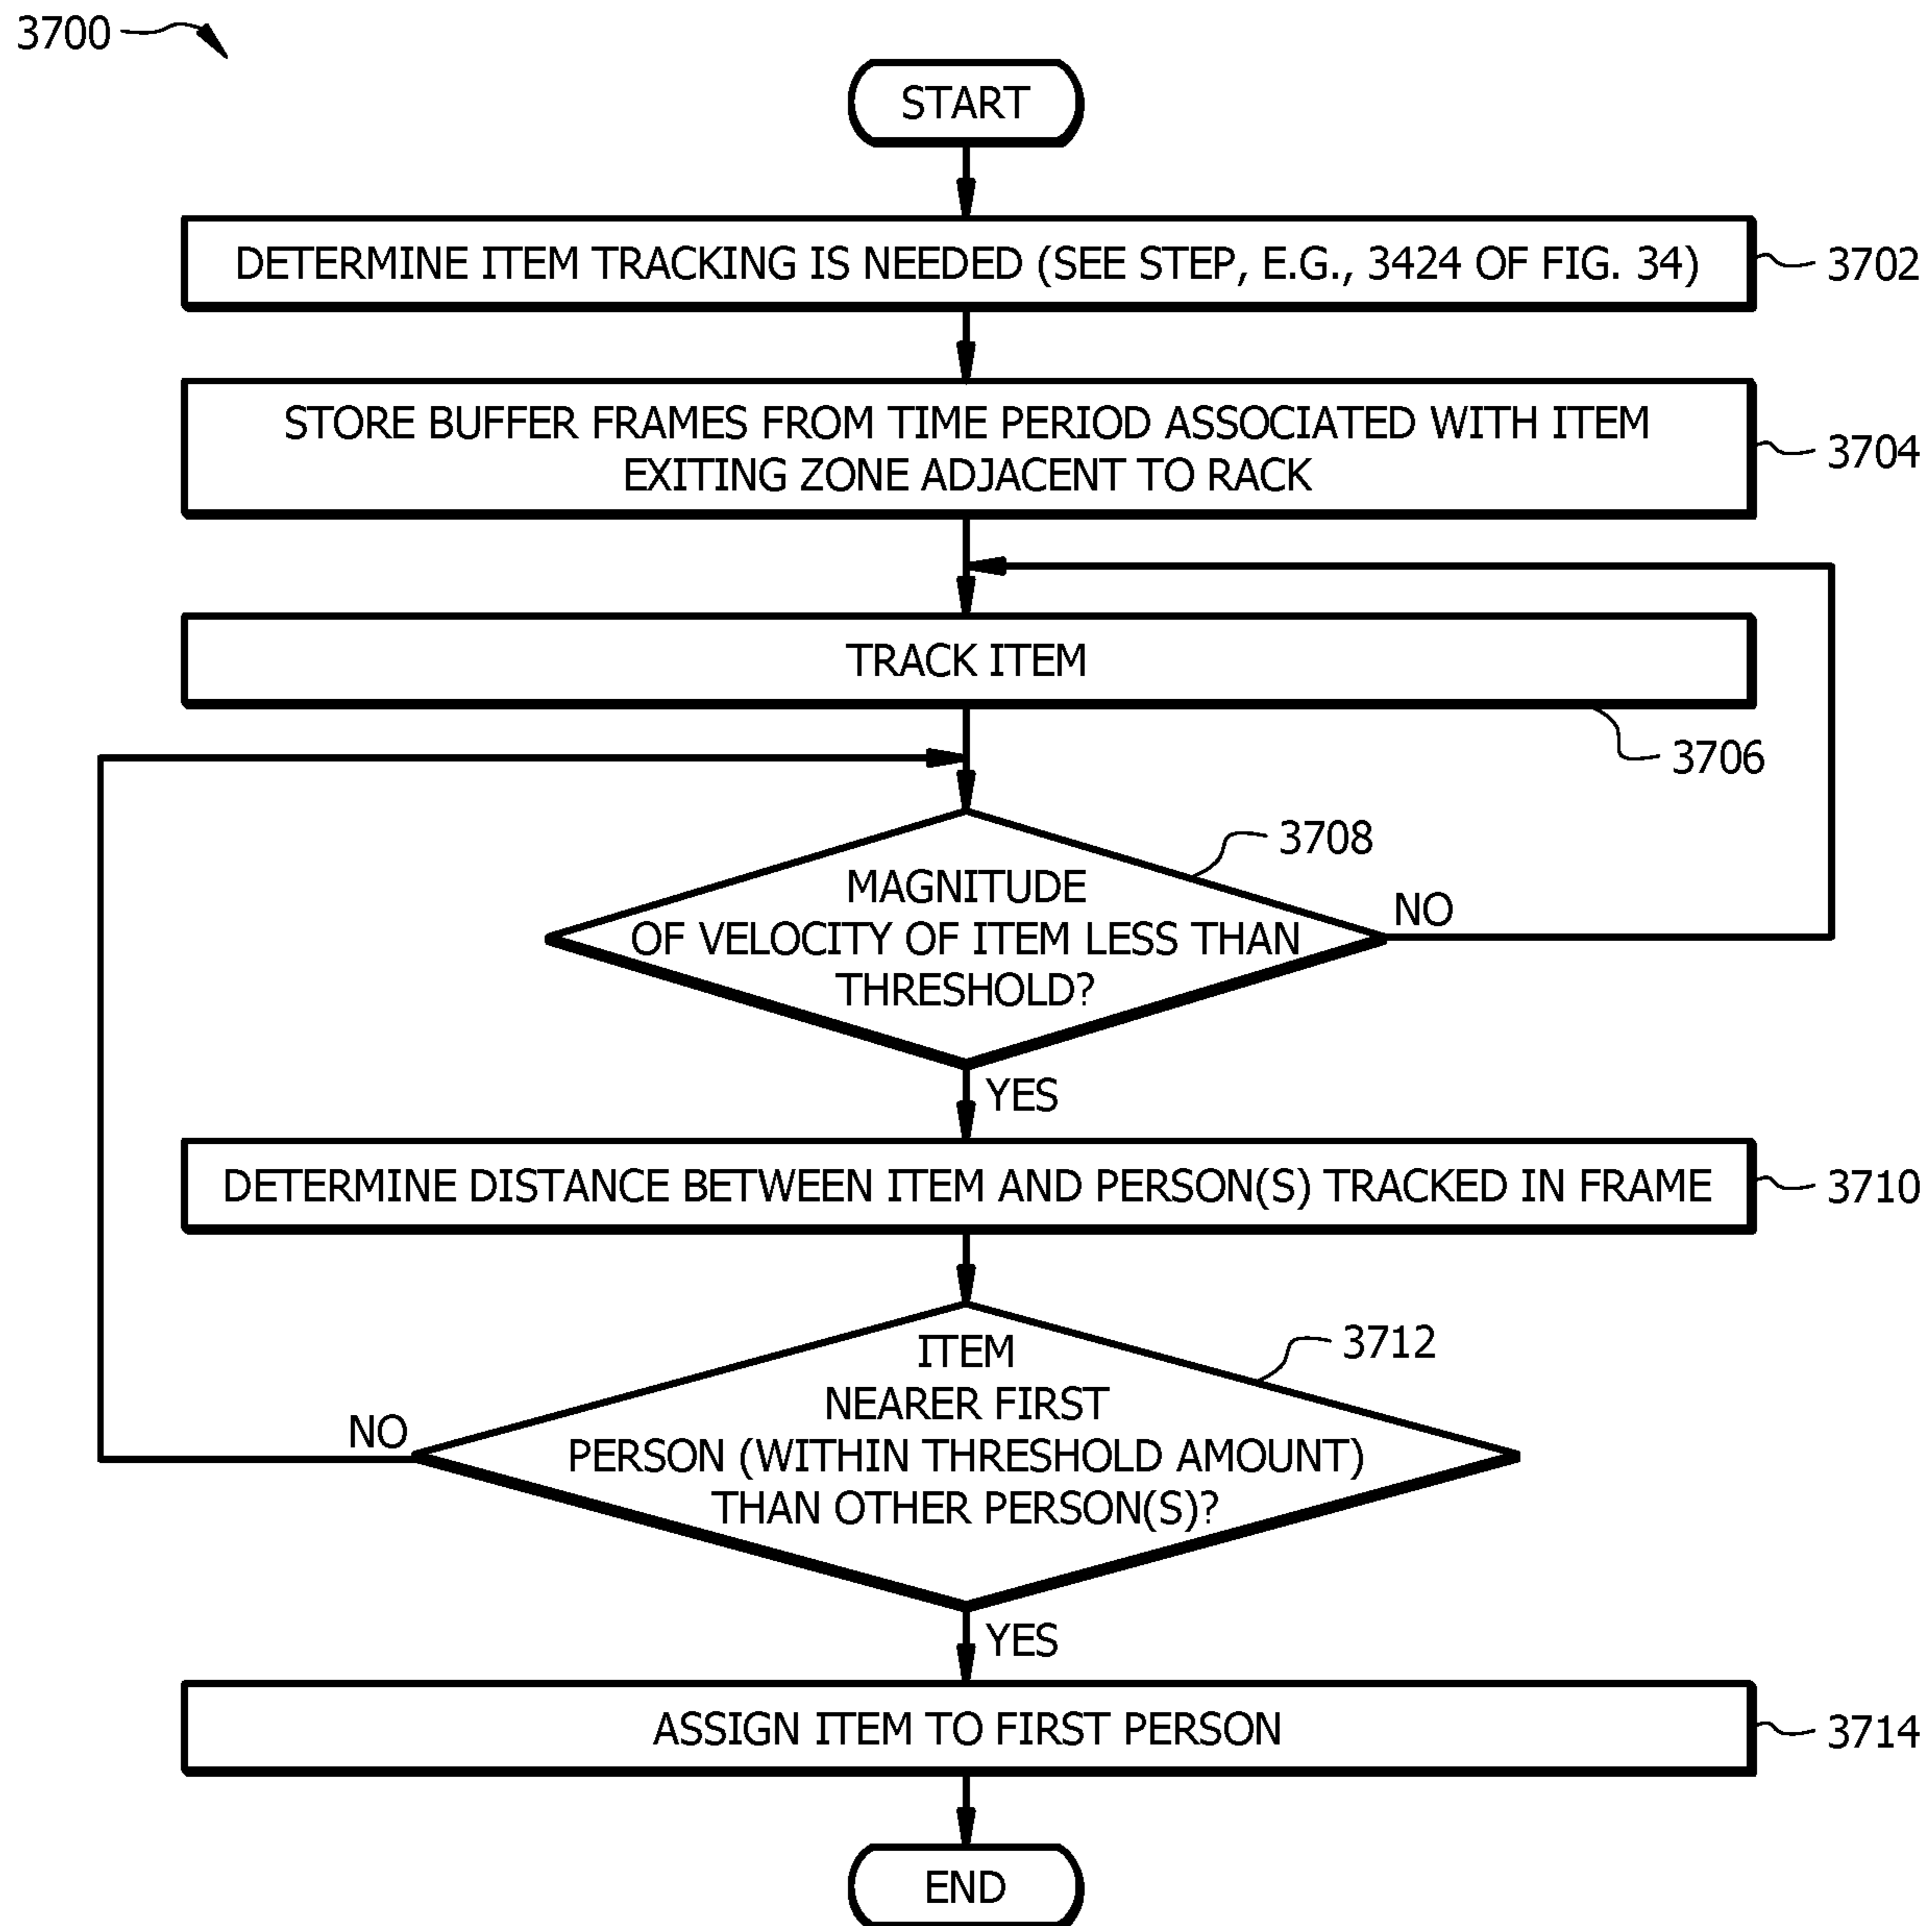 3700
START
DETERMINE ITEM TRACKING IS NEEDED (SEE STEP, E.G., 3424 OF FIG. 34)
3702
STORE BUFFER FRAMES FROM TIME PERIOD ASSOCIATED WITH ITEM
EXITING ZONE ADJACENT TO RACK
3704
TRACK ITEM
3706
3708
MAGNITUDE
OF VELOCITY OF ITEM LESS THAN
THRESHOLD?
NO
YES
DETERMINE DISTANCE BETWEEN ITEM AND PERSON(S) TRACKED IN FRAME
3710
3712
ITEM
NEARER FIRST
PERSON (WITHIN THRESHOLD AMOUNT)
THAN OTHER PERSON(S)?
NO
YES
ASSIGN ITEM TO FIRST PERSON
3714
END